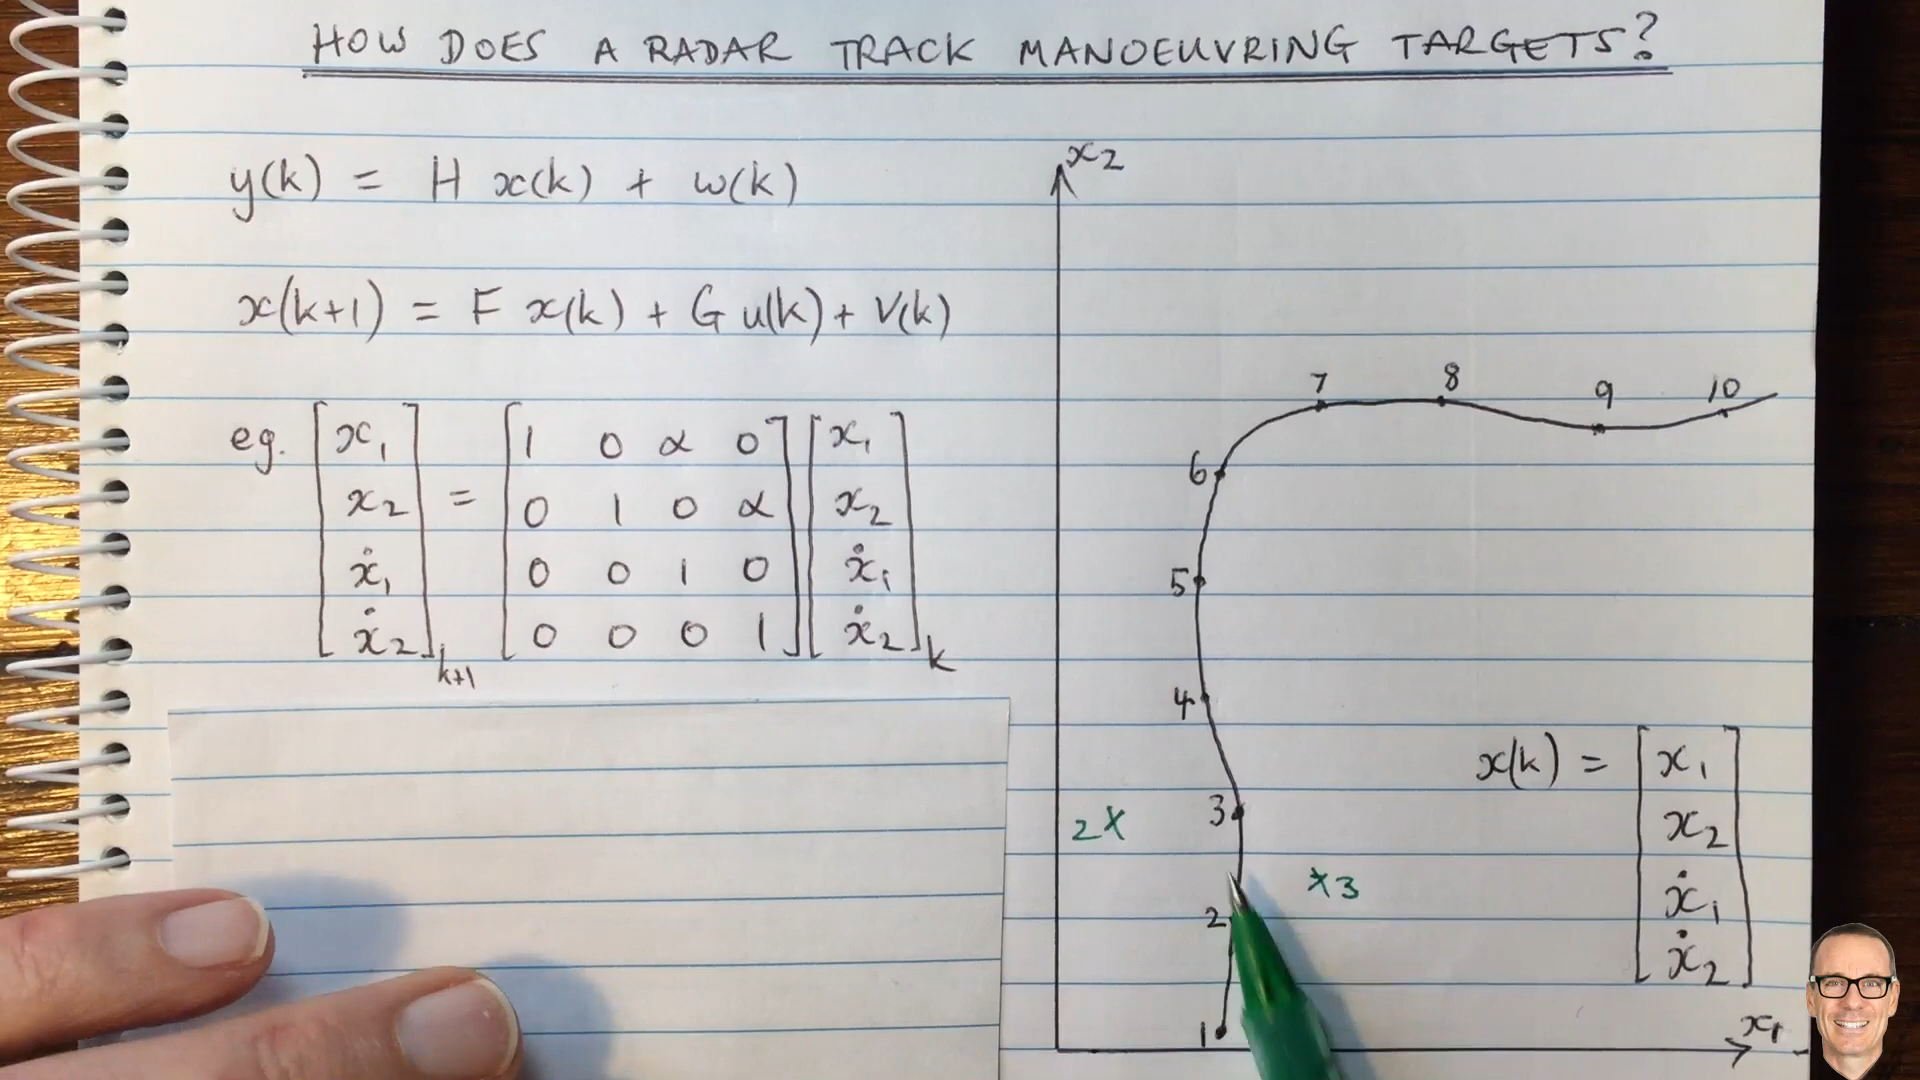 HOW DOES A RADAR TRACK MANOEUVRING TARGETS?
y(k) = H x(k) + w(k)
x(k+1) = F x(k) + G u(k) + v(k)
eg. [x₁ x₂ ẋ₁ ẋ₂]k+1 = [1 0 α 0
0 1 0 α
0 0 1 0
0 0 0 1] [x₁ x₂ ẋ₁ ẋ₂]k
x₂
7 8 9 10
6
5
4
3
2 X
X 3
2
1
x₁
x(k) = [x₁
x₂
ẋ₁
ẋ₂]